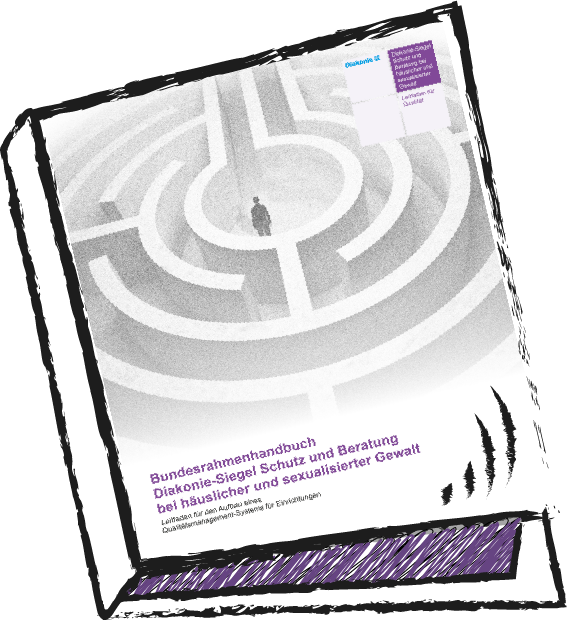 Diakonie
Diakonie-Siegel
Schutz und
Beratung bei
häuslicher und
sexualisierter
Gewalt
Leitfaden für
Qualität
Bundesrahmenhandbuch
Diakonie-Siegel Schutz und Beratung
bei häuslicher und sexualisierter Gewalt
Leitfaden für den Aufbau eines
Qualitätsmanagement-Systems für Einrichtungen